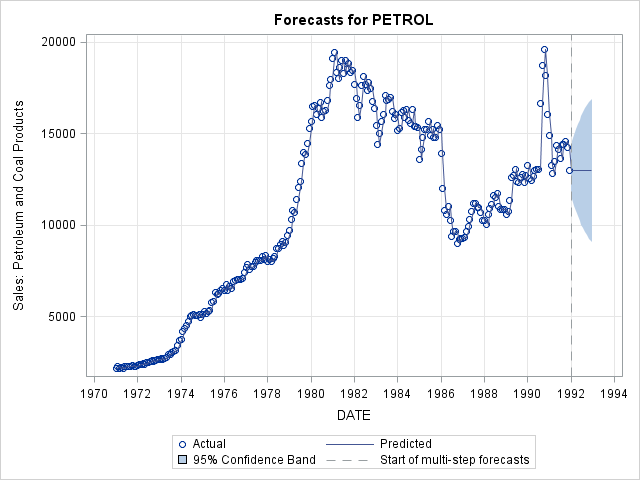 Forecasts for PETROL
Sales: Petroleum and Coal Products
20000
15000
10000
5000
1970 1972 1974 1976 1978 1980 1982 1984 1986 1988 1990 1992 1994
DATE
Actual Predicted
95% Confidence Band Start of multi-step forecasts